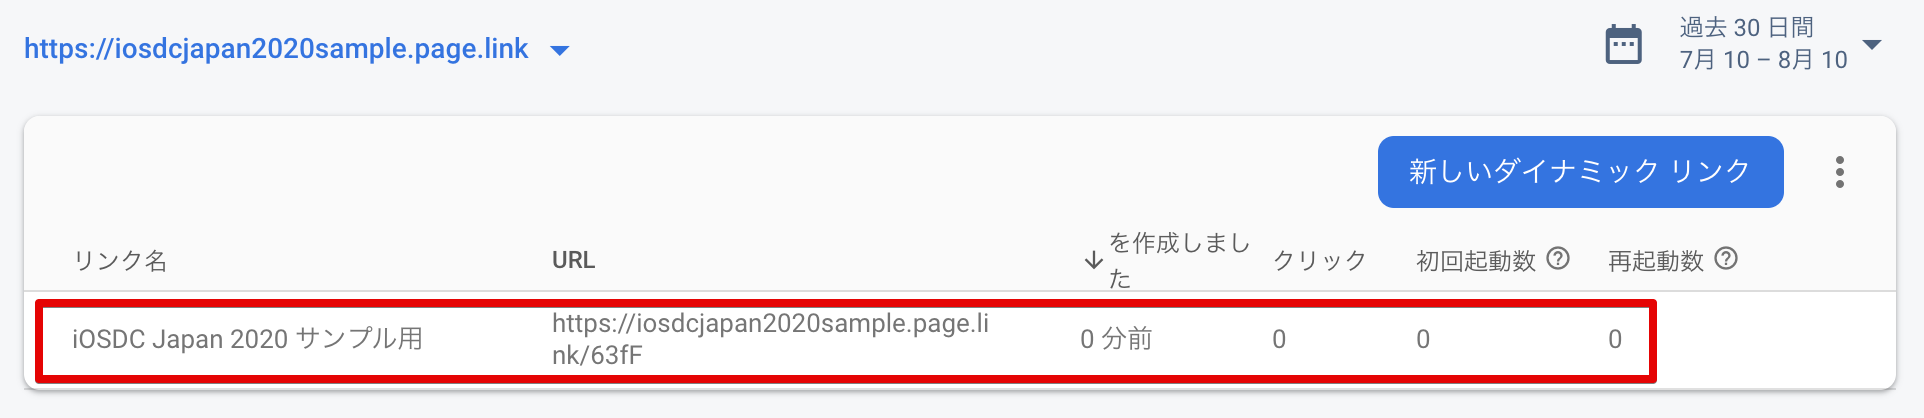 https://iosdcjapan2020sample.page.link
過去 30 日間
7月 10 – 8月 10
新しいダイナミック リンク
リンク名
URL
を作成しまし
た
クリック
初回起動数
再起動数
iOSDC Japan 2020 サンプル用
https://iosdcjapan2020sample.page.li
nk/63fF
0 分前
0
0
0